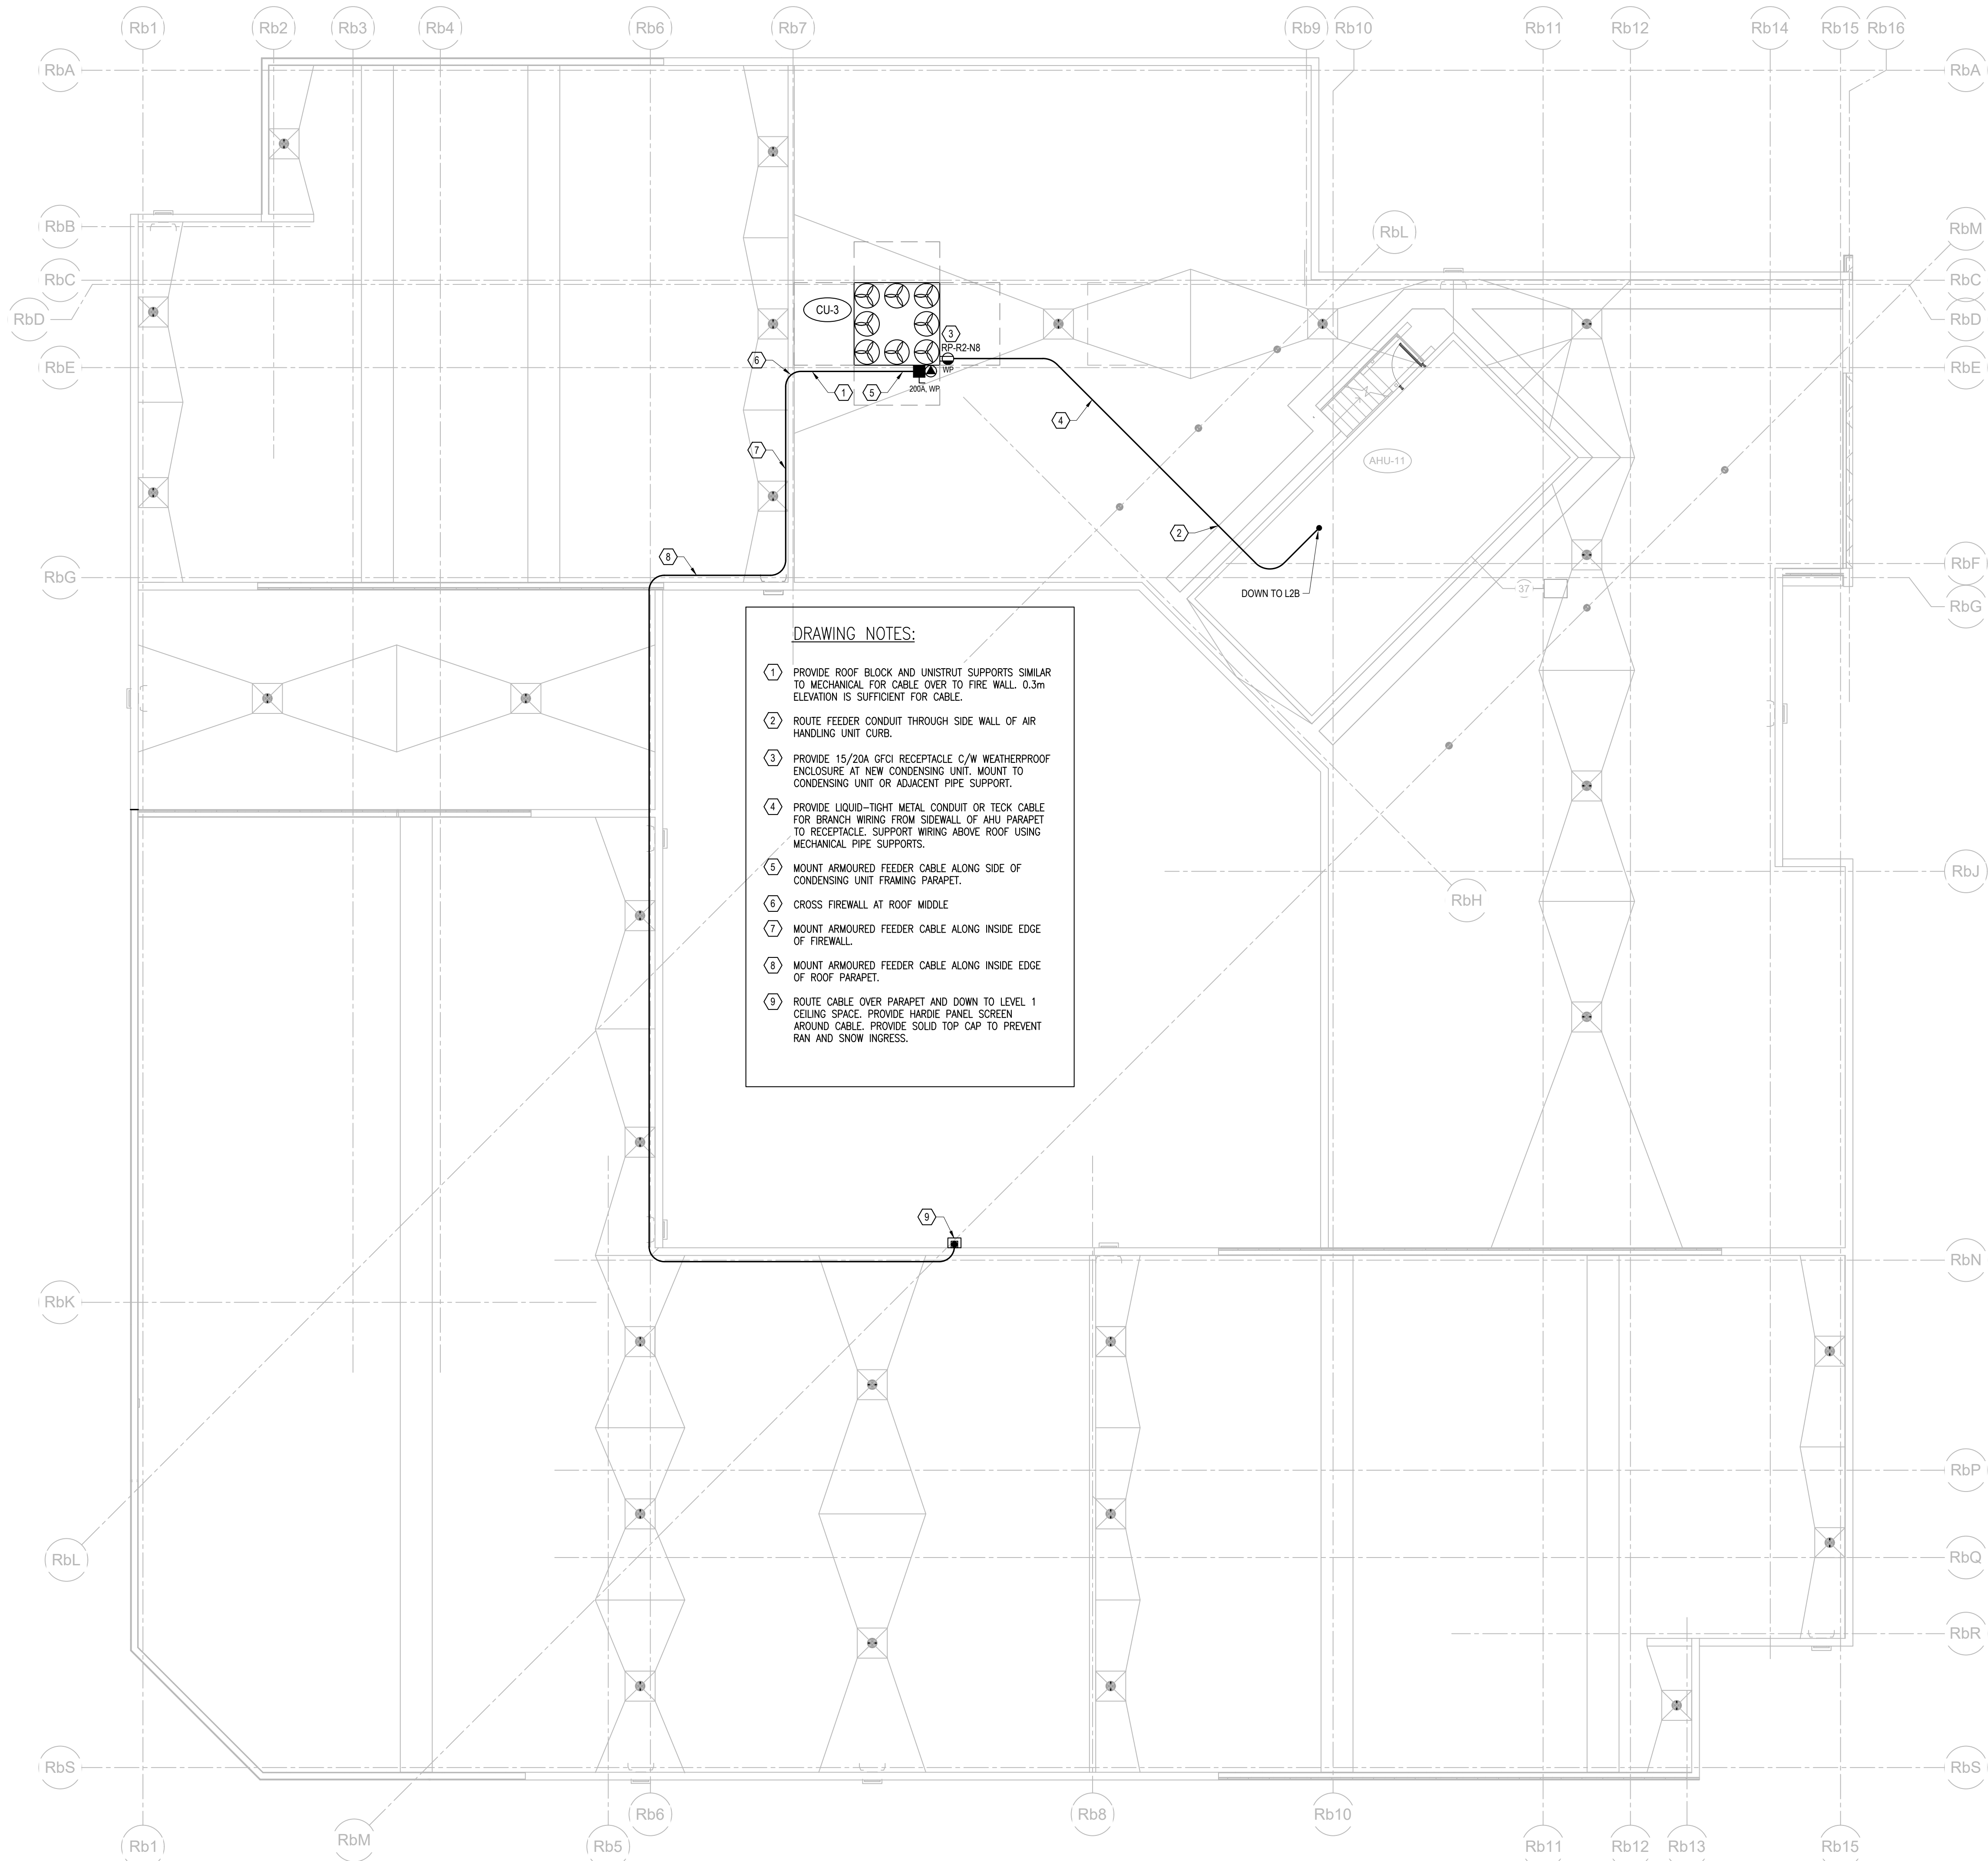 Rb1
Rb2
Rb3
Rb4
Rb6
Rb7
Rb9
Rb10
Rb11
Rb12
Rb14
Rb15
Rb16
RbA
RbA
RbB
RbL
RbM
RbC
RbC
RbD
RbD
CU-3
3
RP-R2-N8
WP
6
RbE
RbE
200A, WP
1
5
4
7
AHU-11
2
8
RbG
RbF
37
DOWN TO L2B
RbG
DRAWING NOTES:
1 PROVIDE ROOF BLOCK AND UNISTRUT SUPPORTS SIMILAR
TO MECHANICAL FOR CABLE OVER TO FIRE WALL. 0.3m
ELEVATION IS SUFFICIENT FOR CABLE.
2 ROUTE FEEDER CONDUIT THROUGH SIDE WALL OF AIR
HANDLING UNIT CURB.
3 PROVIDE 15/20A GFCI RECEPTACLE C/W WEATHERPROOF
ENCLOSURE AT NEW CONDENSING UNIT. MOUNT TO
CONDENSING UNIT OR ADJACENT PIPE SUPPORT.
4 PROVIDE LIQUID-TIGHT METAL CONDUIT OR TECK CABLE
FOR BRANCH WIRING FROM SIDEWALL OF AHU PARAPET
TO RECEPTACLE. SUPPORT WIRING ABOVE ROOF USING
MECHANICAL PIPE SUPPORTS.
5 MOUNT ARMOURED FEEDER CABLE ALONG SIDE OF
CONDENSING UNIT FRAMING PARAPET.
6 CROSS FIREWALL AT ROOF MIDDLE
7 MOUNT ARMOURED FEEDER CABLE ALONG INSIDE EDGE
OF FIREWALL.
8 MOUNT ARMOURED FEEDER CABLE ALONG INSIDE EDGE
OF ROOF PARAPET.
9 ROUTE CABLE OVER PARAPET AND DOWN TO LEVEL 1
CEILING SPACE. PROVIDE HARDIE PANEL SCREEN
AROUND CABLE. PROVIDE SOLID TOP CAP TO PREVENT
RAN AND SNOW INGRESS.
RbJ
RbH
9
RbN
RbK
RbP
RbL
RbQ
RbR
RbS
RbS
Rb1
RbM
Rb5
Rb6
Rb8
Rb10
Rb11
Rb12
Rb13
Rb15